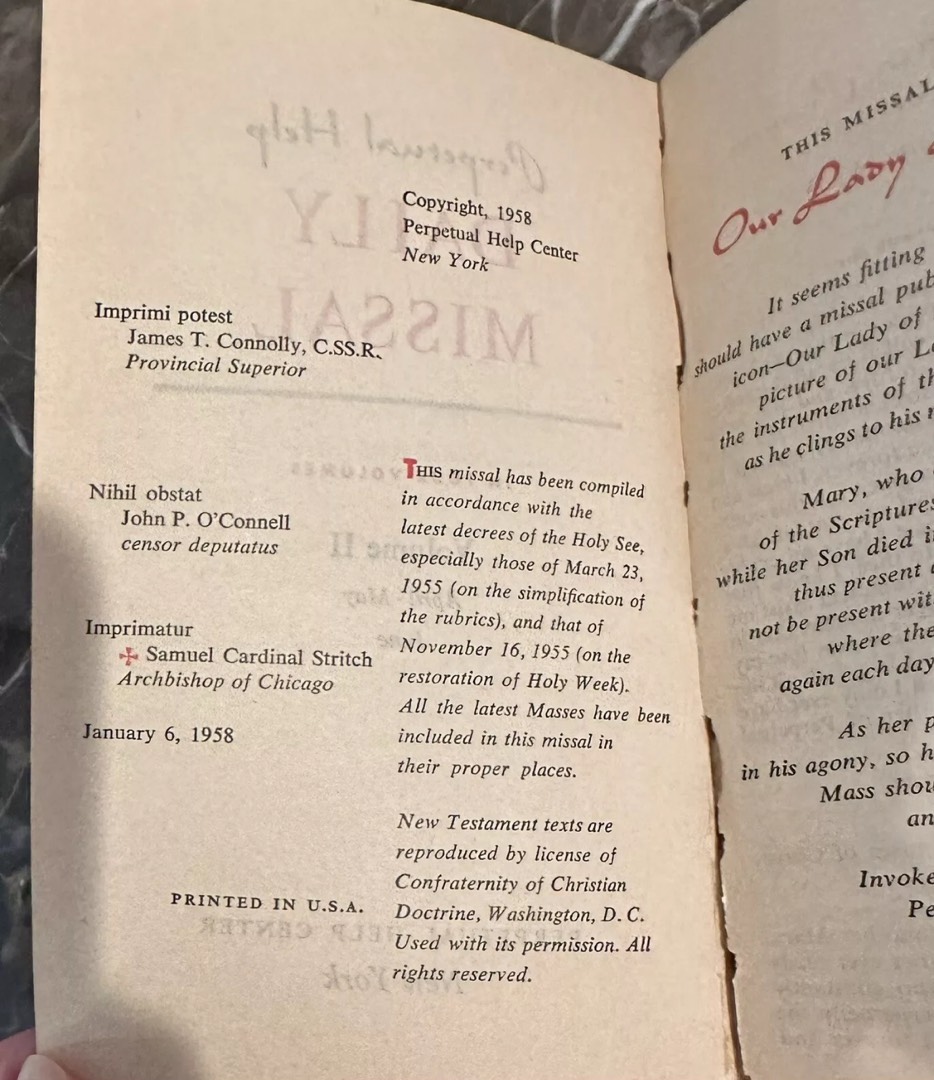 Copyright, 1958
Perpetual Help Center
New York
Imprimi potest
James T. Connolly, C.SS.R.
Provincial Superior
Nihil obstat
John P. O'Connell
censor deputatus
Imprimatur
✠ Samuel Cardinal Stritch
Archbishop of Chicago
January 6, 1958
PRINTED IN U.S.A.
THIS missal has been compiled
in accordance with the
latest decrees of the Holy See,
especially those of March 23,
1955 (on the simplification of
the rubrics), and that of
November 16, 1955 (on the
restoration of Holy Week).
All the latest Masses have been
included in this missal in
their proper places.
New Testament texts are
reproduced by license of
Confraternity of Christian
Doctrine, Washington, D. C.
Used with its permission. All
rights reserved.
THIS MISSAL
Our Lady
It seems fitting
should have a missal
icon—Our Lady of
picture of our
the instruments of
as he clings to his
Mary, who
of the Scriptures
while her Son died
thus present
not be present
where the
again each day
As her
in his agony, so
Mass
Invoke